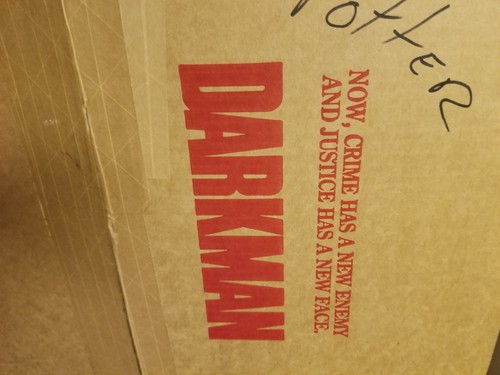 OTTER
NOW, CRIME HAS A NEW ENEMY
AND JUSTICE HAS A NEW FACE.
DARKMAN